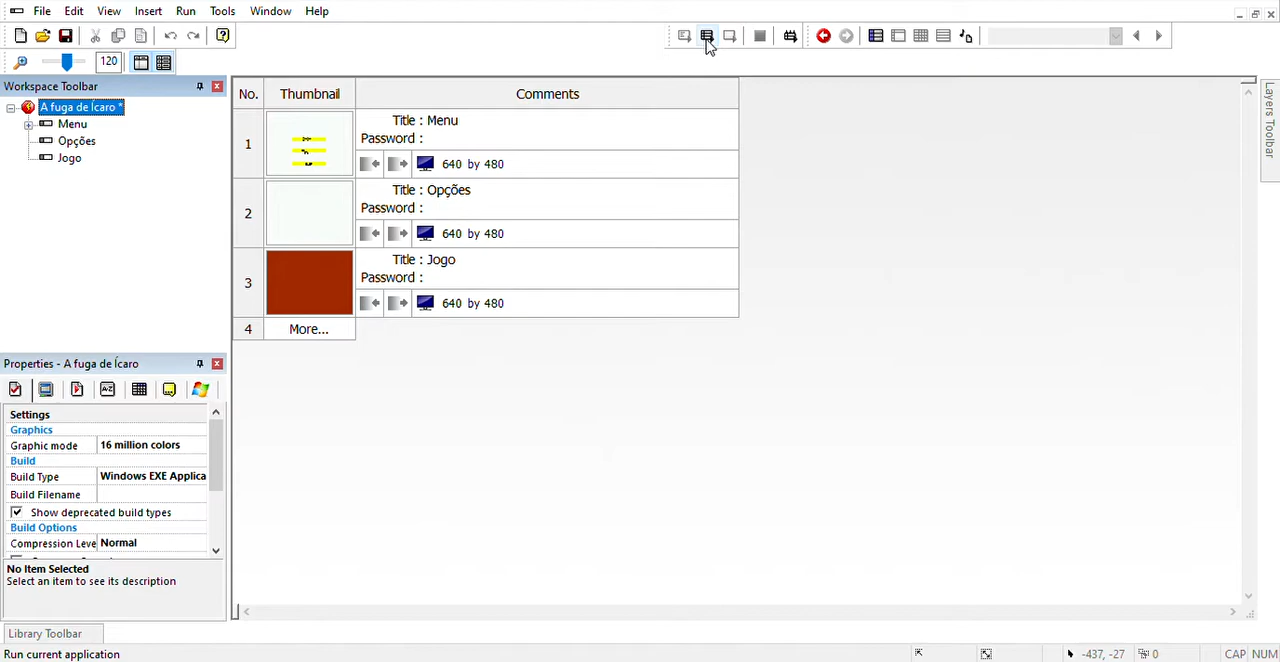 File Edit View Insert Run Tools Window Help
120
Workspace Toolbar
A fuga de Ícaro *
Menu
Opções
Jogo
No. Thumbnail Comments
1 Title : Menu
Password :
640 by 480
2 Title : Opções
Password :
640 by 480
3 Title : Jogo
Password :
640 by 480
4 More...
Layers Toolbar
Properties - A fuga de Ícaro
Settings
Graphics
Graphic mode 16 million colors
Build
Build Type Windows EXE Applica
Build Filename
Show deprecated build types
Build Options
Compression Leve Normal
No Item Selected
Select an item to see its description
Library Toolbar
Run current application
-437, -27 0 CAP NUM